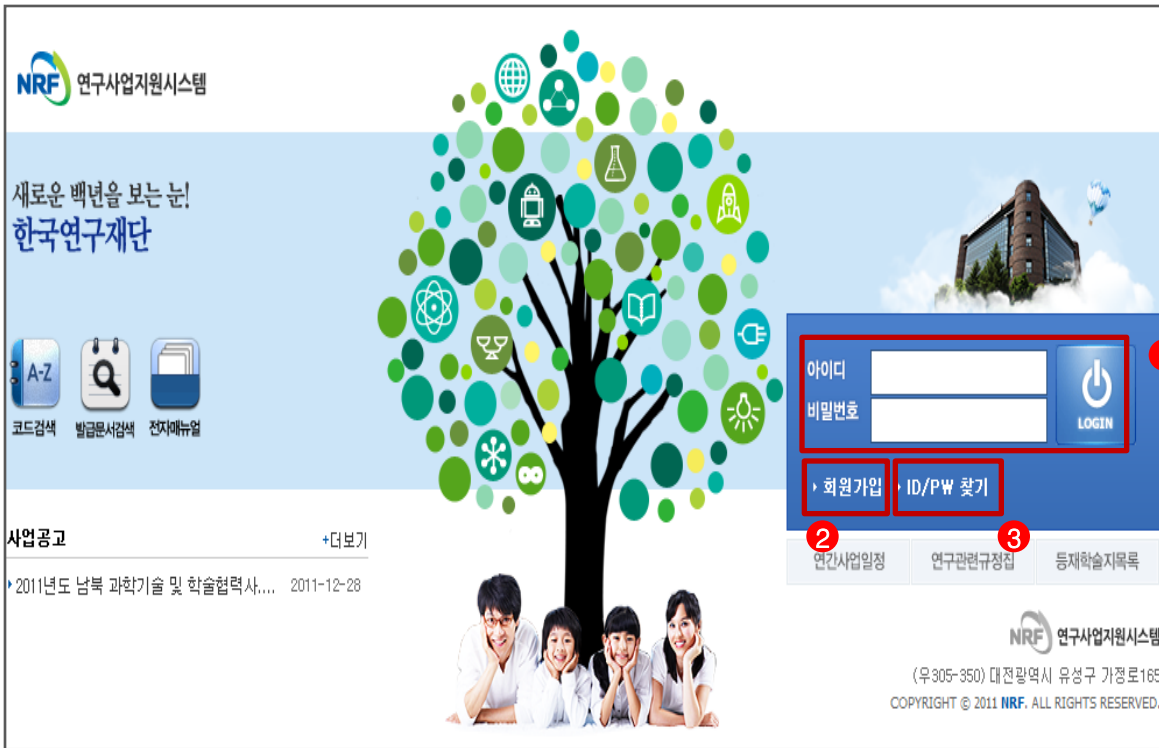 NRF 연구사업지원시스템
새로운 백년을 보는 눈!
한국연구재단
A-Z
코드검색 발급문서검색 전자매뉴얼
아이디
비밀번호
LOGIN
회원가입 ID/PW 찾기
2 3
사업공고 +더보기
2011년도 남북 과학기술 및 학술협력사.... 2011-12-28
연간사업일정 연구관련규정집 등재학술지목록
NRF 연구사업지원시스템
(우305-350) 대전광역시 유성구 가정로165
COPYRIGHT © 2011 NRF. ALL RIGHTS RESERVED.